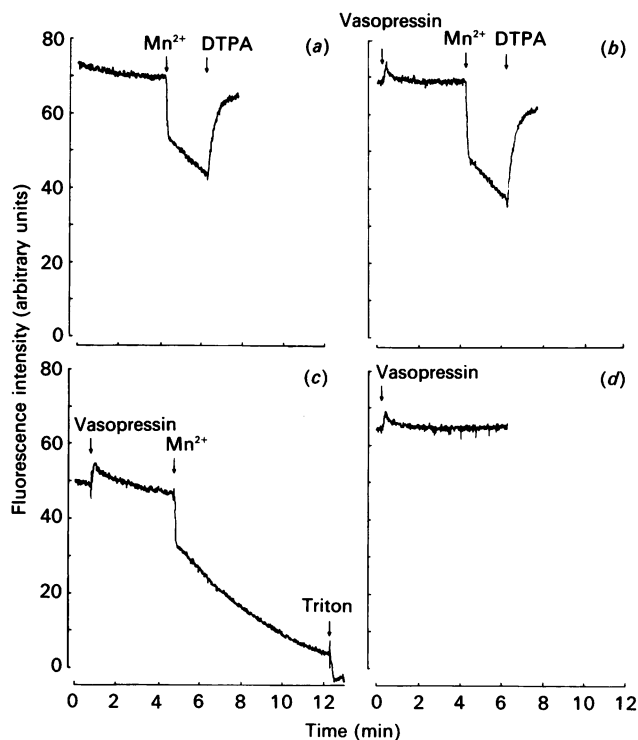 Mn²⁺ DTPA (a)
80
60
40
20
0
Vasopressin
Mn²⁺ DTPA (b)
Fluorescence intensity (arbitrary units)
(c)
Vasopressin
Mn²⁺
Triton
80
60
40
20
0
0 2 4 6 8 10 12
(d)
Vasopressin
0 2 4 6 8 10 12
Time (min)